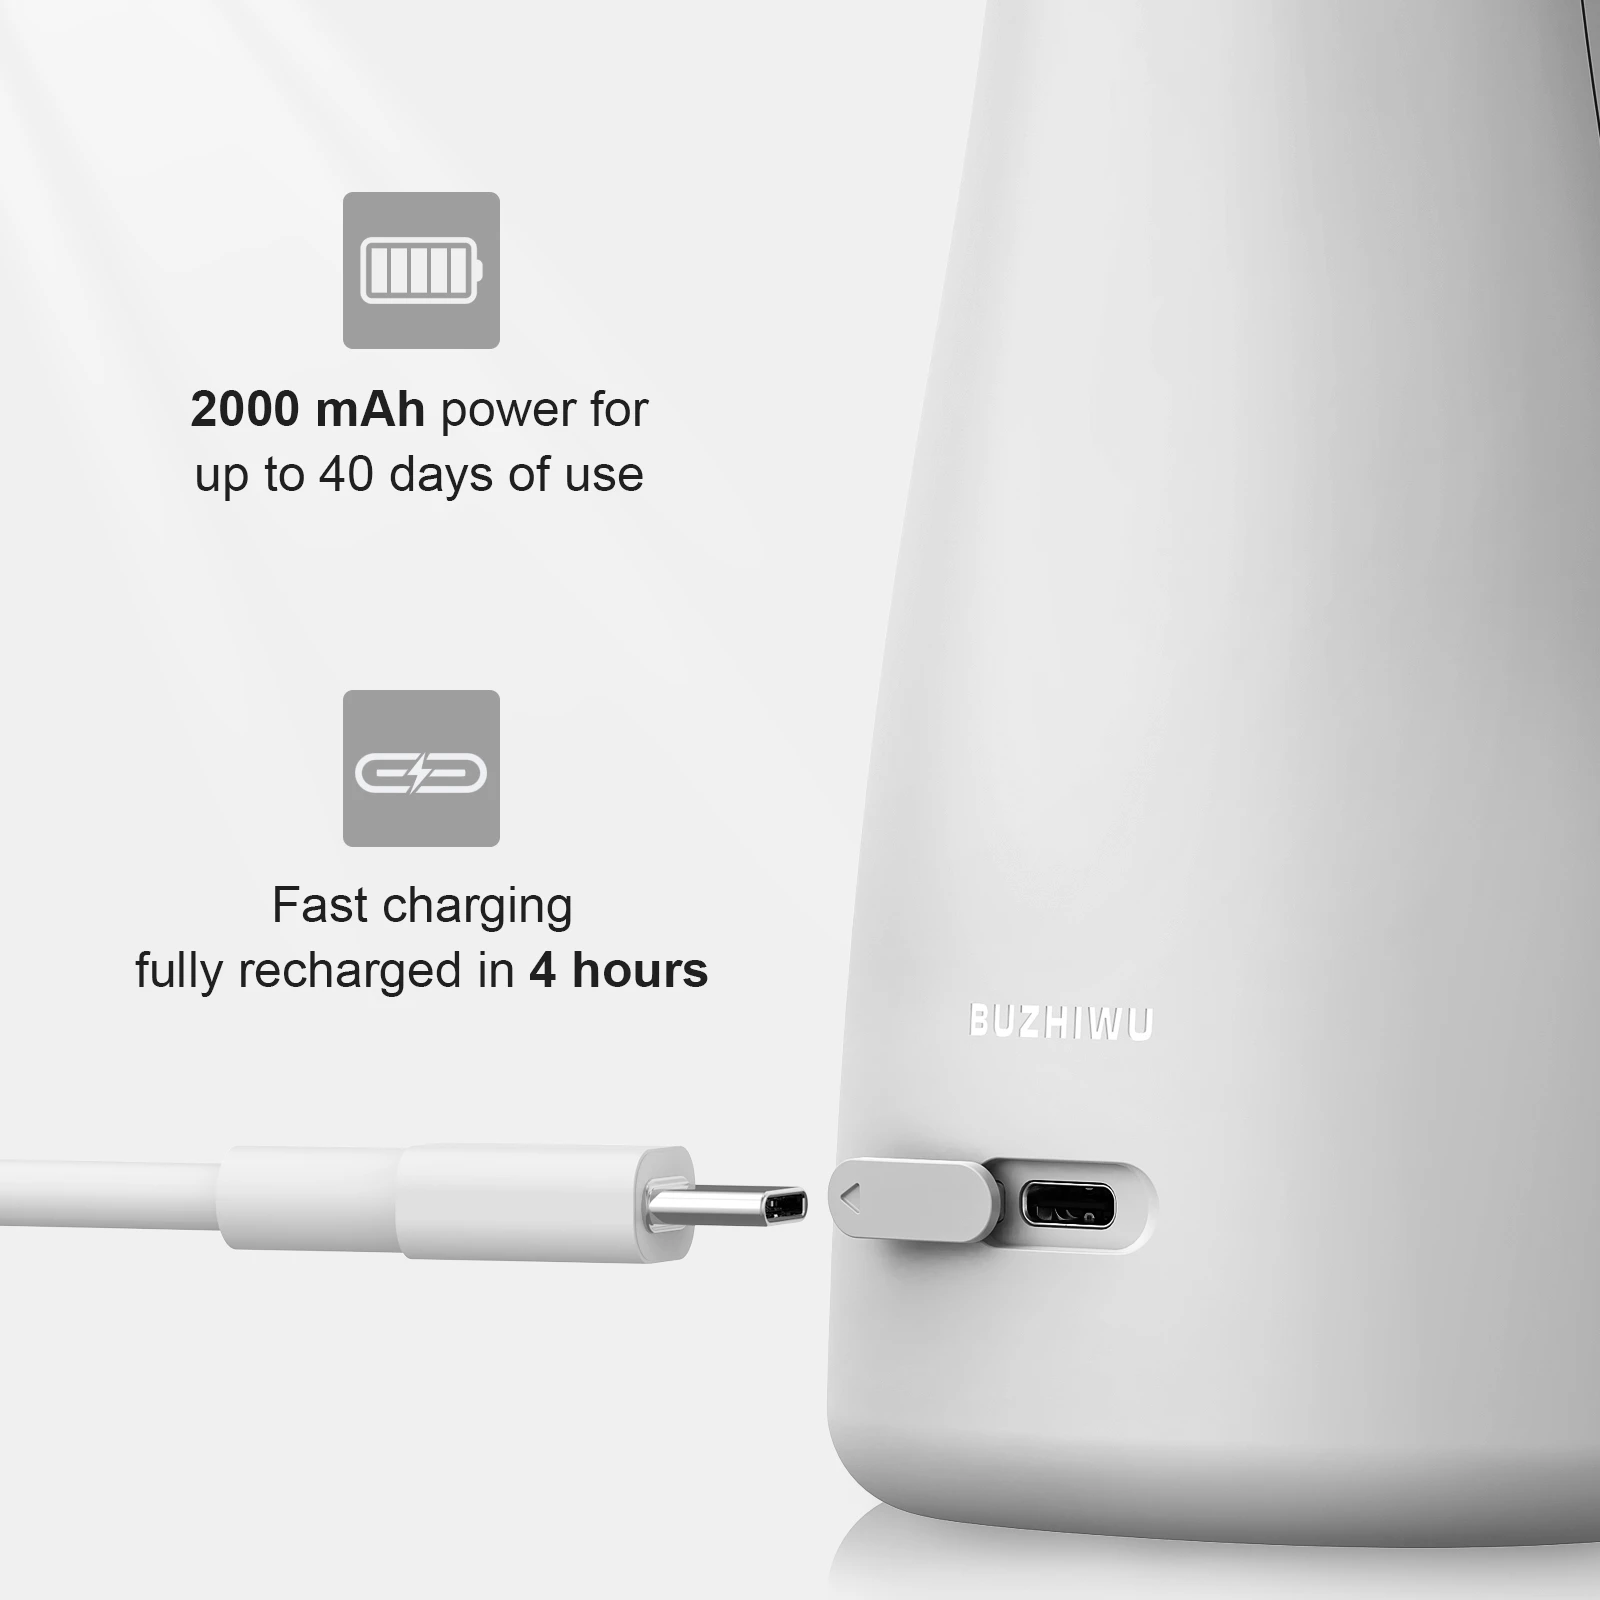 2000 mAh power for
up to 40 days of use
Fast charging
fully recharged in 4 hours
BUZHIWU